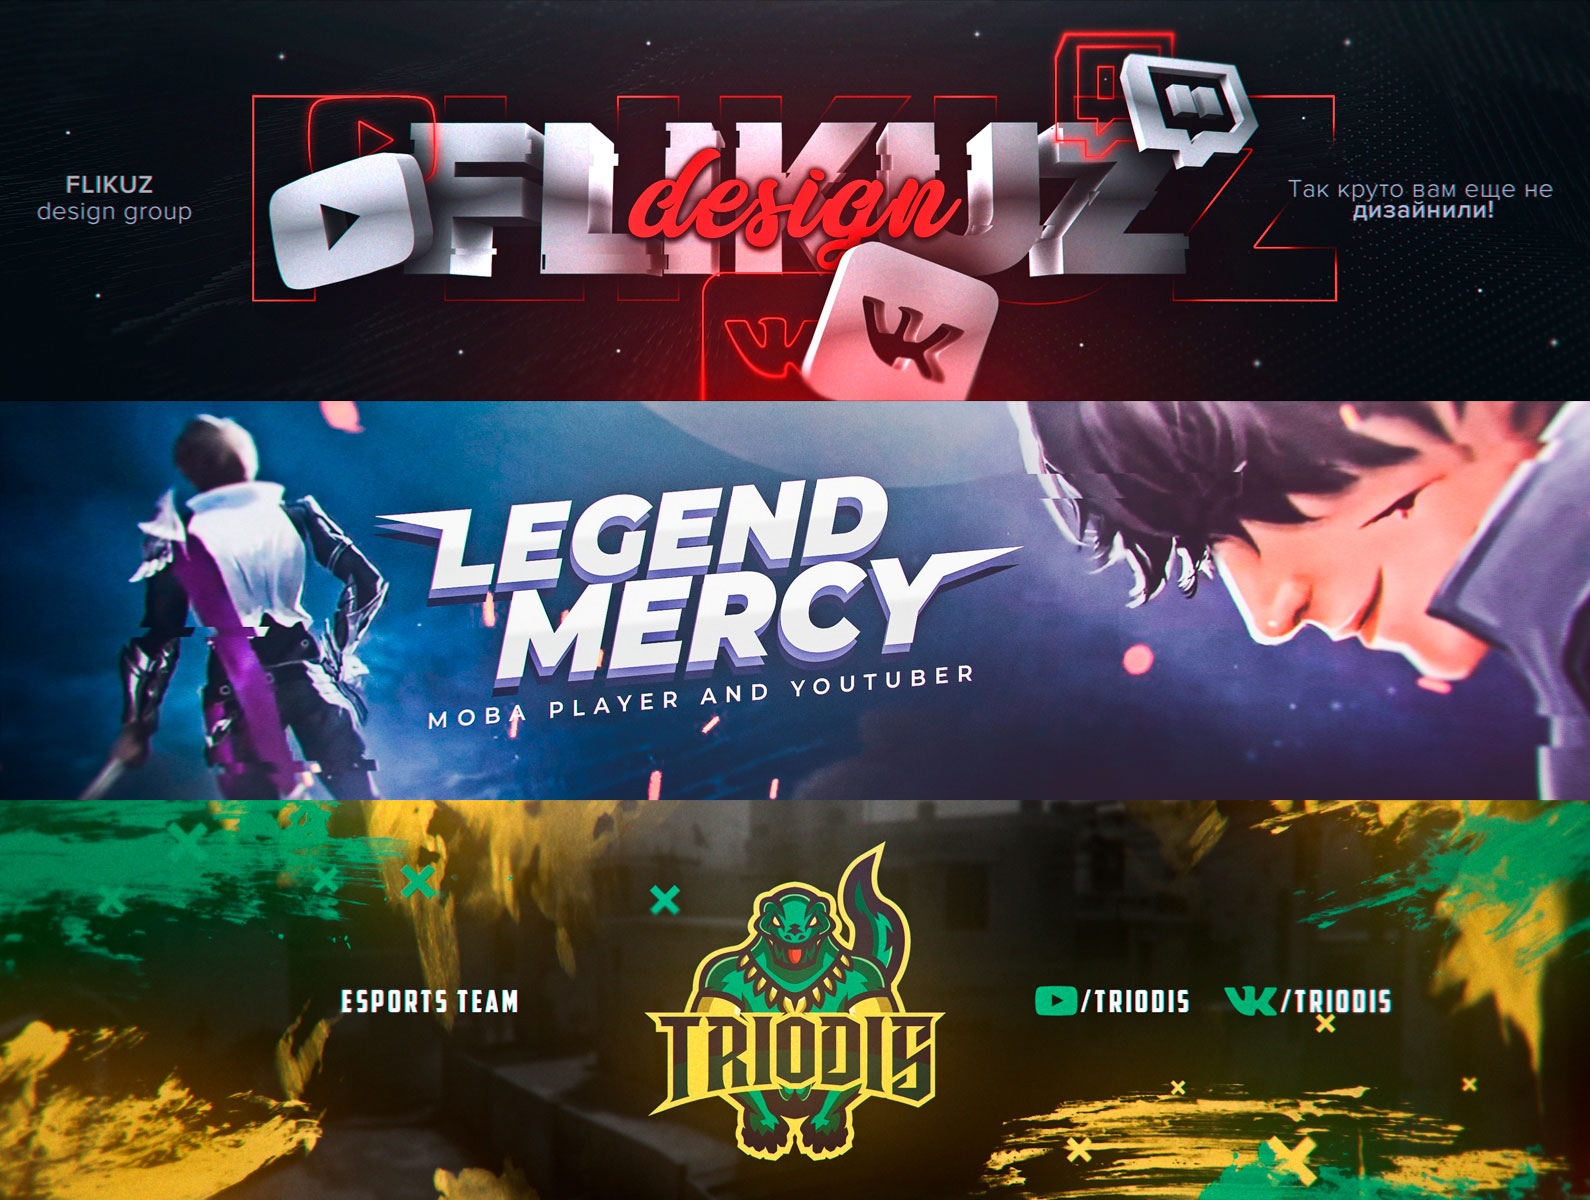 FLIKUZ
design group
FLIKUZ
design
Так круто вам еще не
дизайнили!
LEGEND
MERCY
MOBA PLAYER AND YOUTUBER
ESPORTS TEAM
TRIODIS
/TRIODIS
/TRIODIS